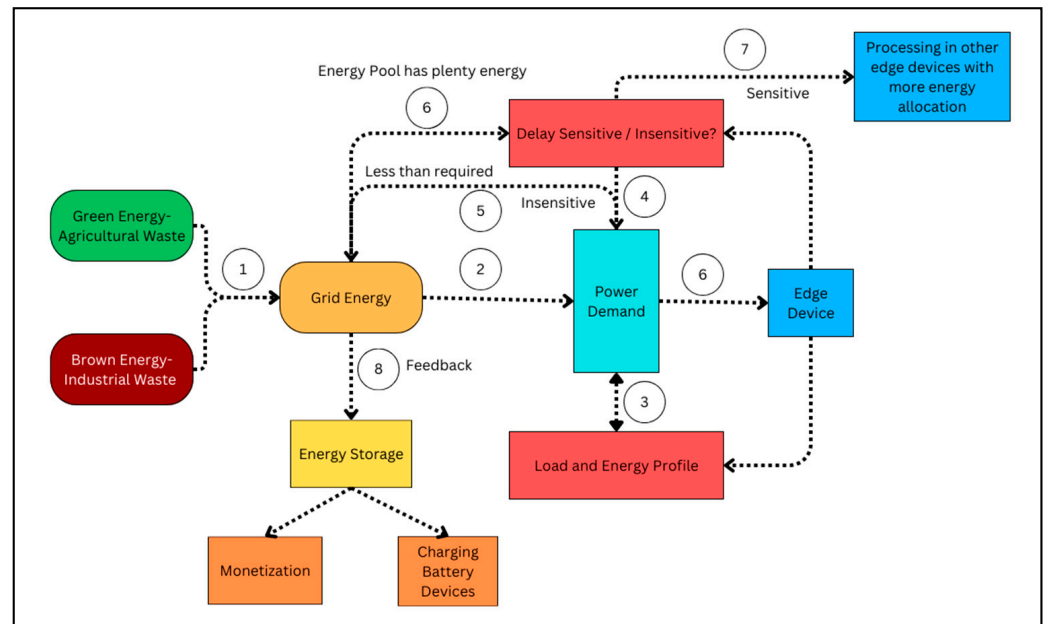 7
Processing in other
edge devices with
more energy
allocation
Energy Pool has plenty energy
Sensitive
6
Delay Sensitive / Insensitive?
Less than required
4
Insensitive
5
Green Energy-
Agricultural Waste
1
2
6
Grid Energy
Power
Demand
Edge
Device
Brown Energy-
Industrial Waste
8
Feedback
3
Energy Storage
Load and Energy Profile
Monetization
Charging
Battery
Devices